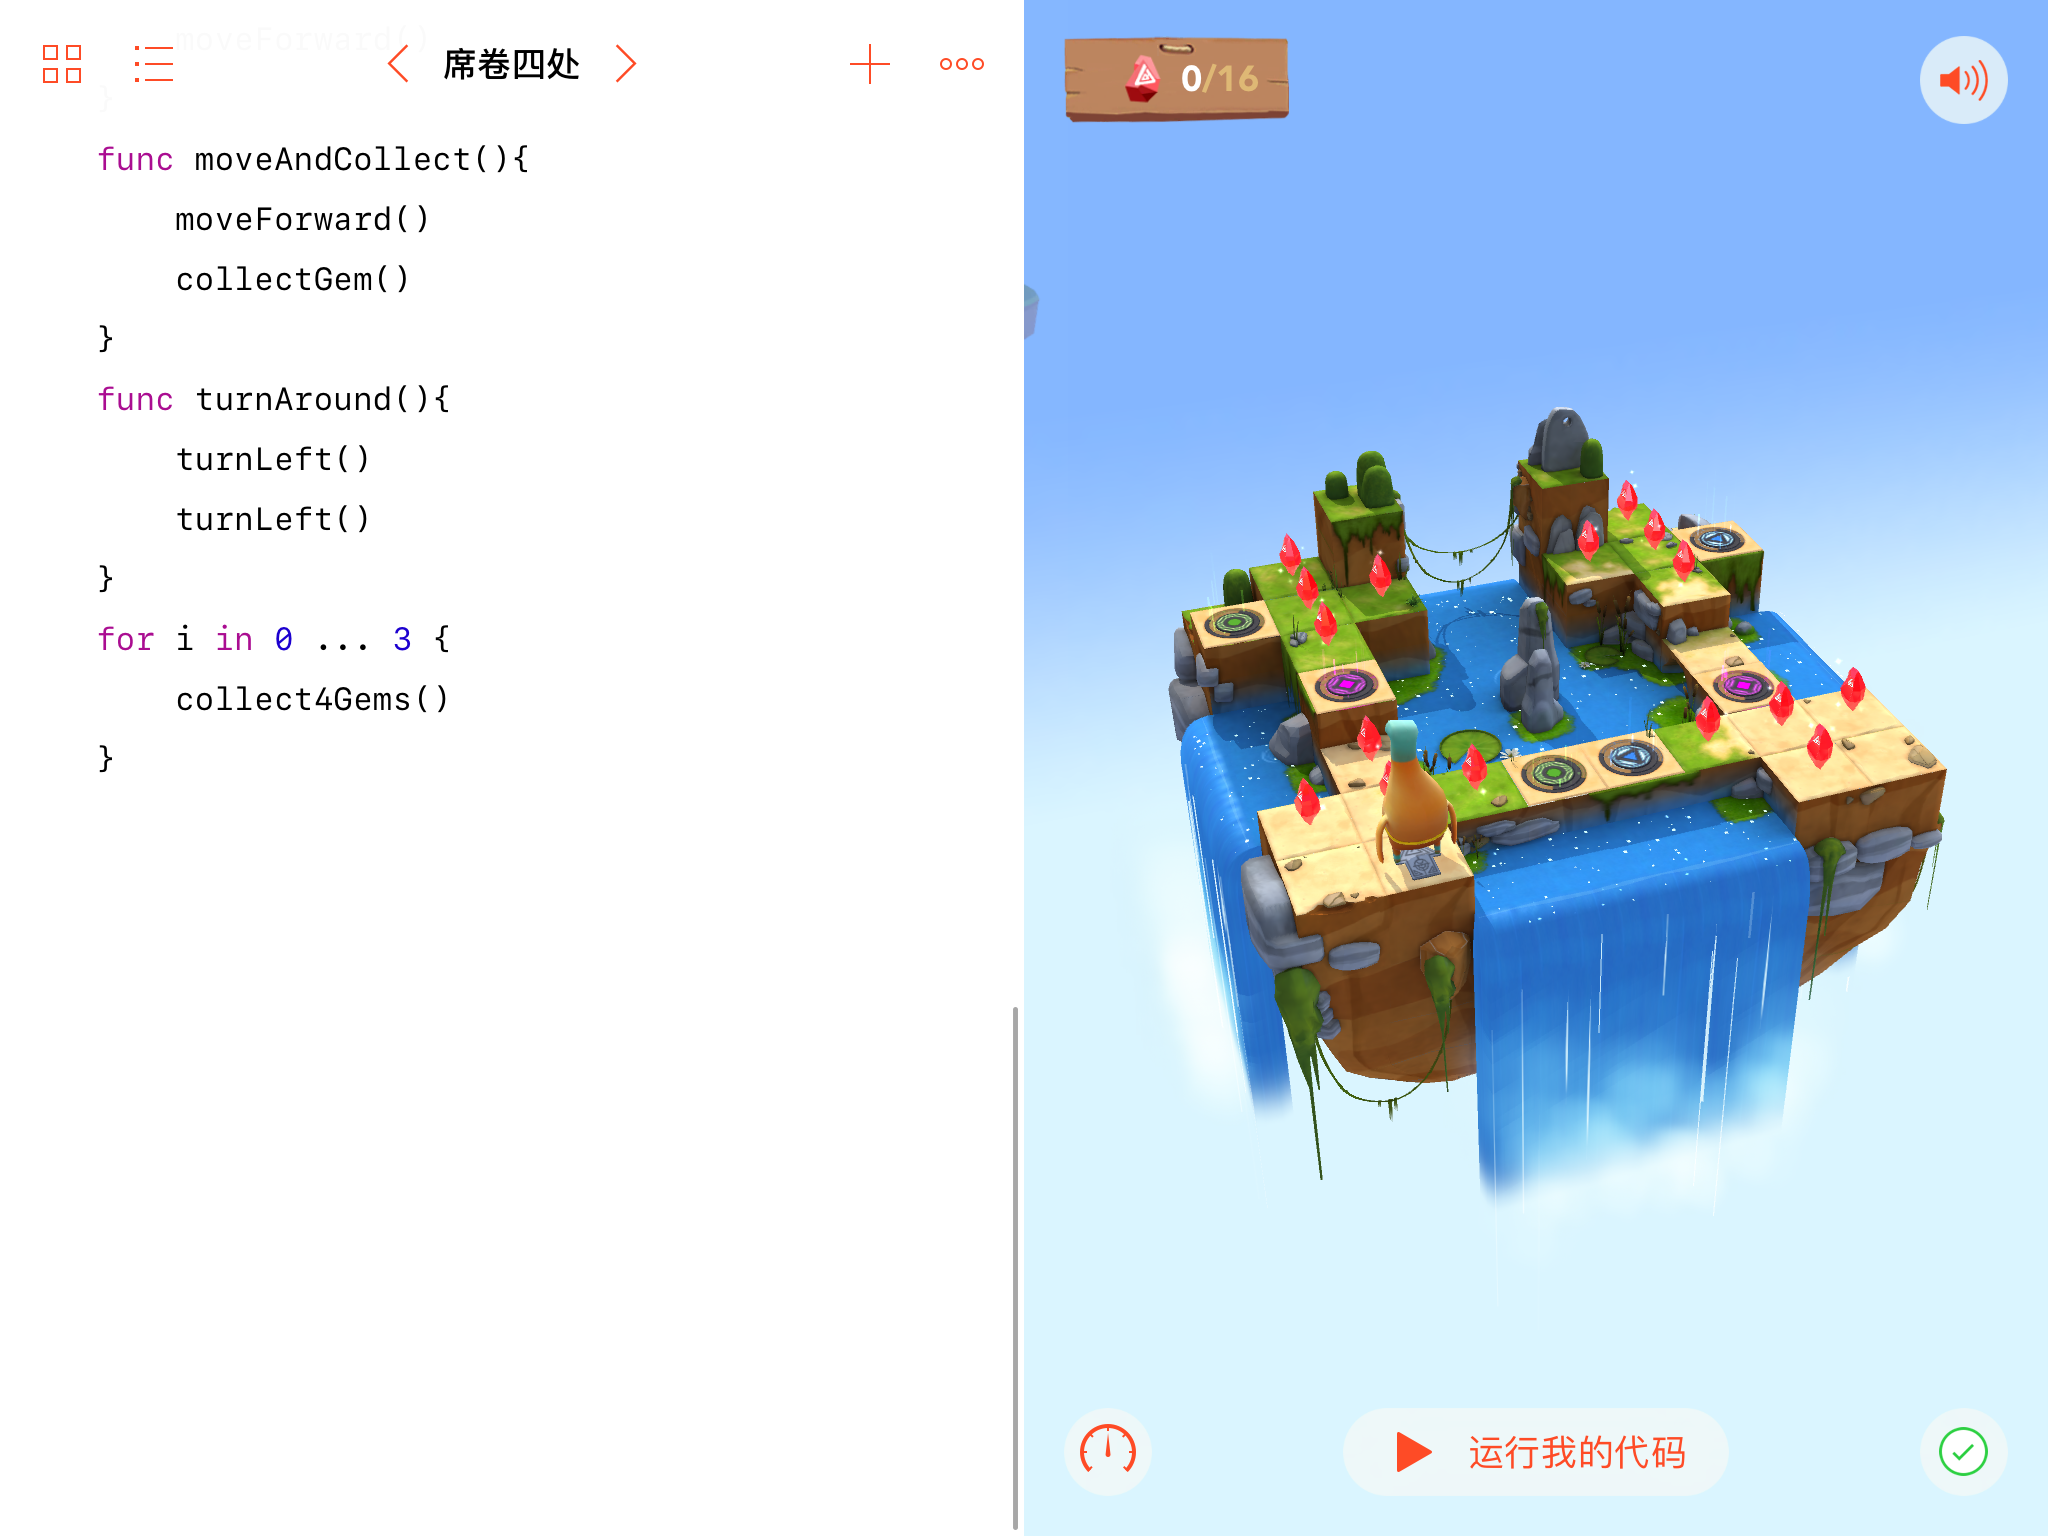 席卷四处
moveForward()
}
func moveAndCollect(){
moveForward()
collectGem()
}
func turnAround(){
turnLeft()
turnLeft()
}
for i in 0 ... 3 {
collect4Gems()
}
0/16
运行我的代码